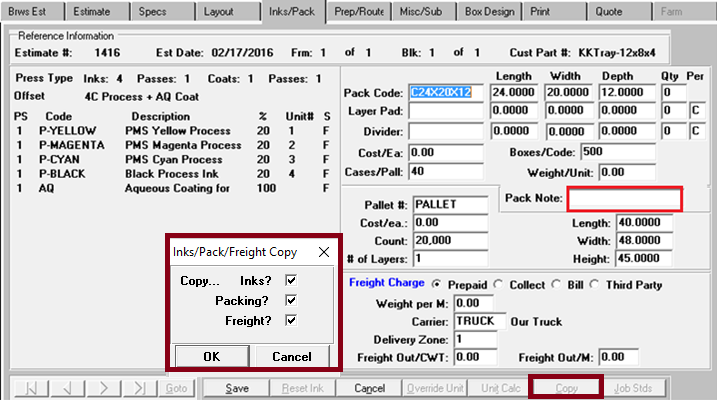 Brws Est Estimate Specs Layout Inks/Pack Prep/Route Misc/Sub Box Design Print Quote Farm
Reference Information
Estimate #: 1416 Est Date: 02/17/2016 Frm: 1 of 1 Blk: 1 of 1 Cust Part #: KKTray-12x8x4
Press Type Inks: 4 Passes: 1 Coats: 1 Passes: 1
Offset 4C Process + AQ Coat
PS Code Description % Unit# S
1 P-YELLOW PMS Yellow Process 20 1 F
1 P-MAGENTA PMS Magenta Process 20 2 F
1 P-CYAN PMS Cyan Process 20 3 F
1 P-BLACK Black Process Ink 20 4 F
1 AQ Aqueous Coating for 100 F
Length Width Depth Qty Per
Pack Code: C24X20X12 24.0000 20.0000 12.0000 0
Layer Pad: 0.0000 0.0000 0.0000 0 C
Divider: 0.0000 0.0000 0.0000 0 C
Cost/Ea: 0.00 Boxes/Code: 500
Cases/Pall: 40 Weight/Unit: 0.00
Pallet #: PALLET Pack Note:
Cost/ea.: 0.00 Length: 40.0000
Count: 20,000 Width: 48.0000
# of Layers: 1 Height: 45.0000
Freight Charge Prepaid Collect Bill Third Party
Weight per M: 0.00
Carrier: TRUCK Our Truck
Delivery Zone: 1
Freight Out/CWT: 0.00 Freight Out/M: 0.00
Inks/Pack/Freight Copy
Copy... Inks?
Packing?
Freight?
OK Cancel
Goto Save Reset Ink Cancel Override Unit Unit Calc Copy Job Stds